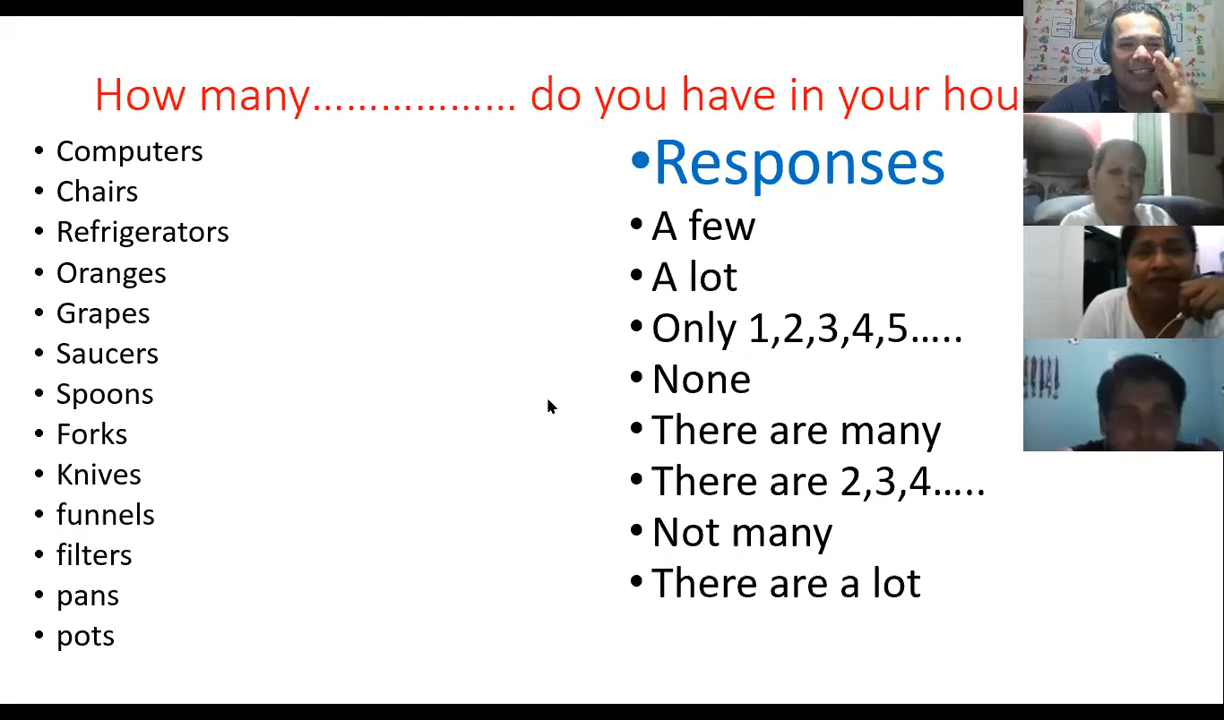 How many……………… do you have in your hou
• Computers
• Chairs
• Refrigerators
• Oranges
• Grapes
• Saucers
• Spoons
• Forks
• Knives
• funnels
• filters
• pans
• pots
•Responses
• A few
• A lot
• Only 1,2,3,4,5…..
• None
• There are many
• There are 2,3,4…..
• Not many
• There are a lot